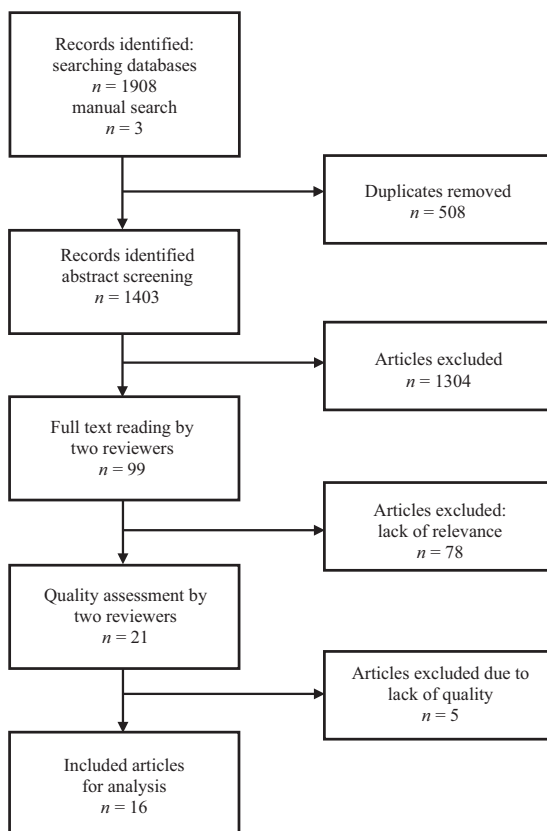 Records identified:
searching databases
n = 1908
manual search
n = 3
Duplicates removed
n = 508
Records identified
abstract screening
n = 1403
Articles excluded
n = 1304
Full text reading by
two reviewers
n = 99
Articles excluded:
lack of relevance
n = 78
Quality assessment by
two reviewers
n = 21
Articles excluded due to
lack of quality
n = 5
Included articles
for analysis
n = 16